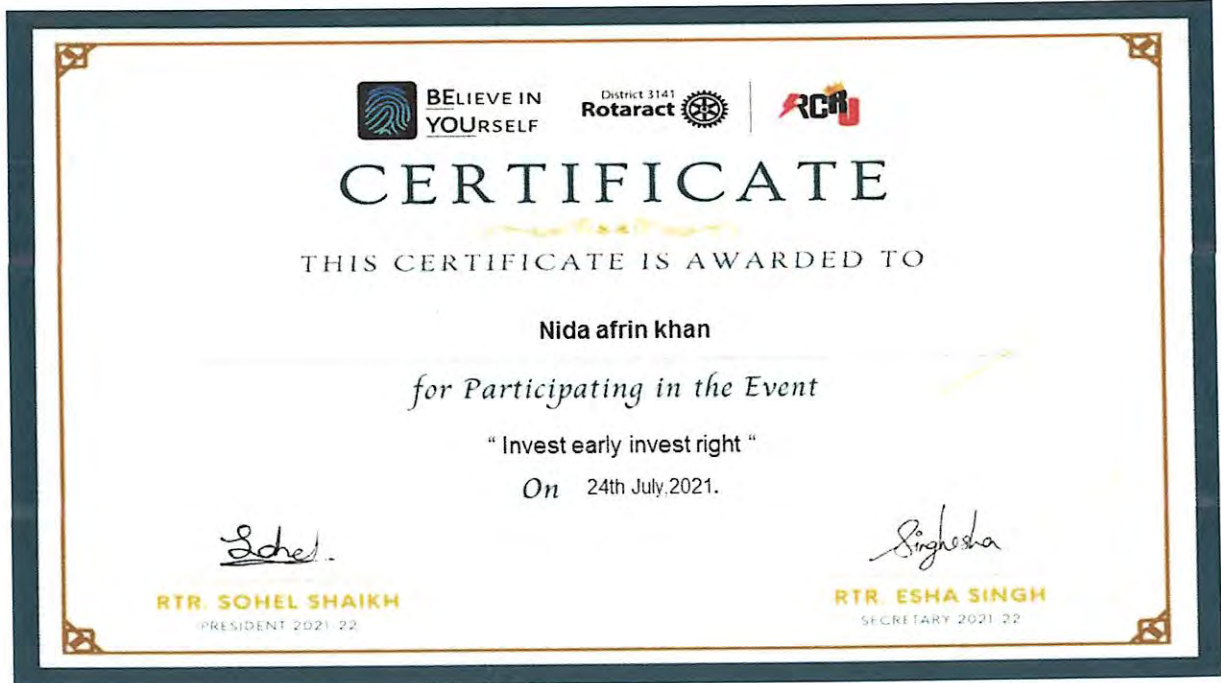 BELIEVE IN
YOURSELF
District 3141
Rotaract
RCRJ
CERTIFICATE
THIS CERTIFICATE IS AWARDED TO
Nida afrin khan
for Participating in the Event
“ Invest early invest right “
On 24th July,2021.
Sohel.
Singhesha
RTR. SOHEL SHAIKH
PRESIDENT 2021-22
RTR. ESHA SINGH
SECRETARY 2021-22